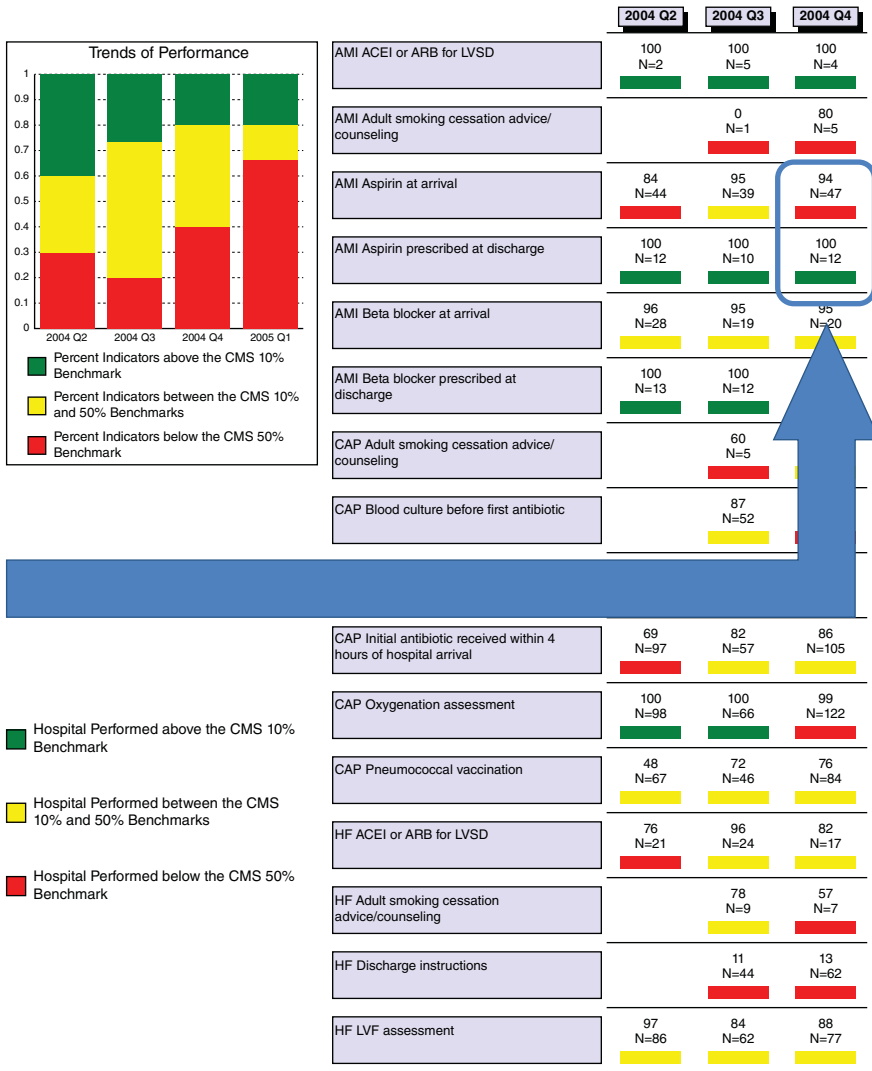 2004 Q2 2004 Q3 2004 Q4
Trends of Performance
1
0.9
0.8
0.7
0.6
0.5
0.4
0.3
0.2
0.1
0
2004 Q2 2004 Q3 2004 Q4 2005 Q1
Percent Indicators above the CMS 10%
Benchmark
Percent Indicators between the CMS 10%
and 50% Benchmarks
Percent Indicators below the CMS 50%
Benchmark
Hospital Performed above the CMS 10%
Benchmark
Hospital Performed between the CMS
10% and 50% Benchmarks
Hospital Performed below the CMS 50%
Benchmark
AMI ACEI or ARB for LVSD
100 100 100
N=2 N=5 N=4
AMI Adult smoking cessation advice/
counseling
0 80
N=1 N=5
AMI Aspirin at arrival
84 95 94
N=44 N=39 N=47
AMI Aspirin prescribed at discharge
100 100 100
N=12 N=10 N=12
AMI Beta blocker at arrival
96 95 95
N=28 N=19 N=20
AMI Beta blocker prescribed at
discharge
100 100
N=13 N=12
CAP Adult smoking cessation advice/
counseling
60
N=5
CAP Blood culture before first antibiotic
87
N=52
CAP Initial antibiotic received within 4
hours of hospital arrival
69 82 86
N=97 N=57 N=105
CAP Oxygenation assessment
100 100 99
N=98 N=66 N=122
CAP Pneumococcal vaccination
48 72 76
N=67 N=46 N=84
HF ACEI or ARB for LVSD
76 96 82
N=21 N=24 N=17
HF Adult smoking cessation
advice/counseling
78 57
N=9 N=7
HF Discharge instructions
11 13
N=44 N=62
HF LVF assessment
97 84 88
N=86 N=62 N=77